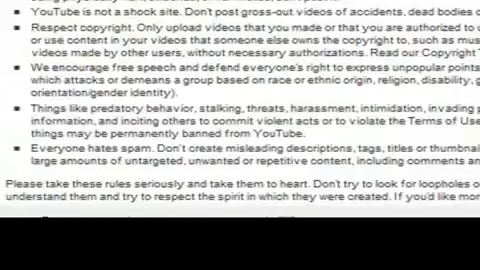 YouTube is not a shock site. Don't post gross-out videos of accidents, dead bodies
Respect copyright. Only upload videos that you made or that you are authorized to
or use content in your videos that someone else owns the copyright to, such as
videos made by other users, without necessary authorizations. Read our Copyright
We encourage free speech and defend everyone's right to express unpopular points
which attacks or demeans a group based on race or ethnic origin, religion, disability,
orientation/gender identity).
Things like predatory behavior, stalking, threats, harassment, intimidation, invading
information, and inciting others to commit violent acts or to violate the Terms of Use
things may be permanently banned from YouTube.
Everyone hates spam. Don't create misleading descriptions, tags, titles or
large amounts of untargeted, unwanted or repetitive content, including comments
Please take these rules seriously and take them to heart. Don't try to look for loopholes
understand them and try to respect the spirit in which they were created. If you'd like